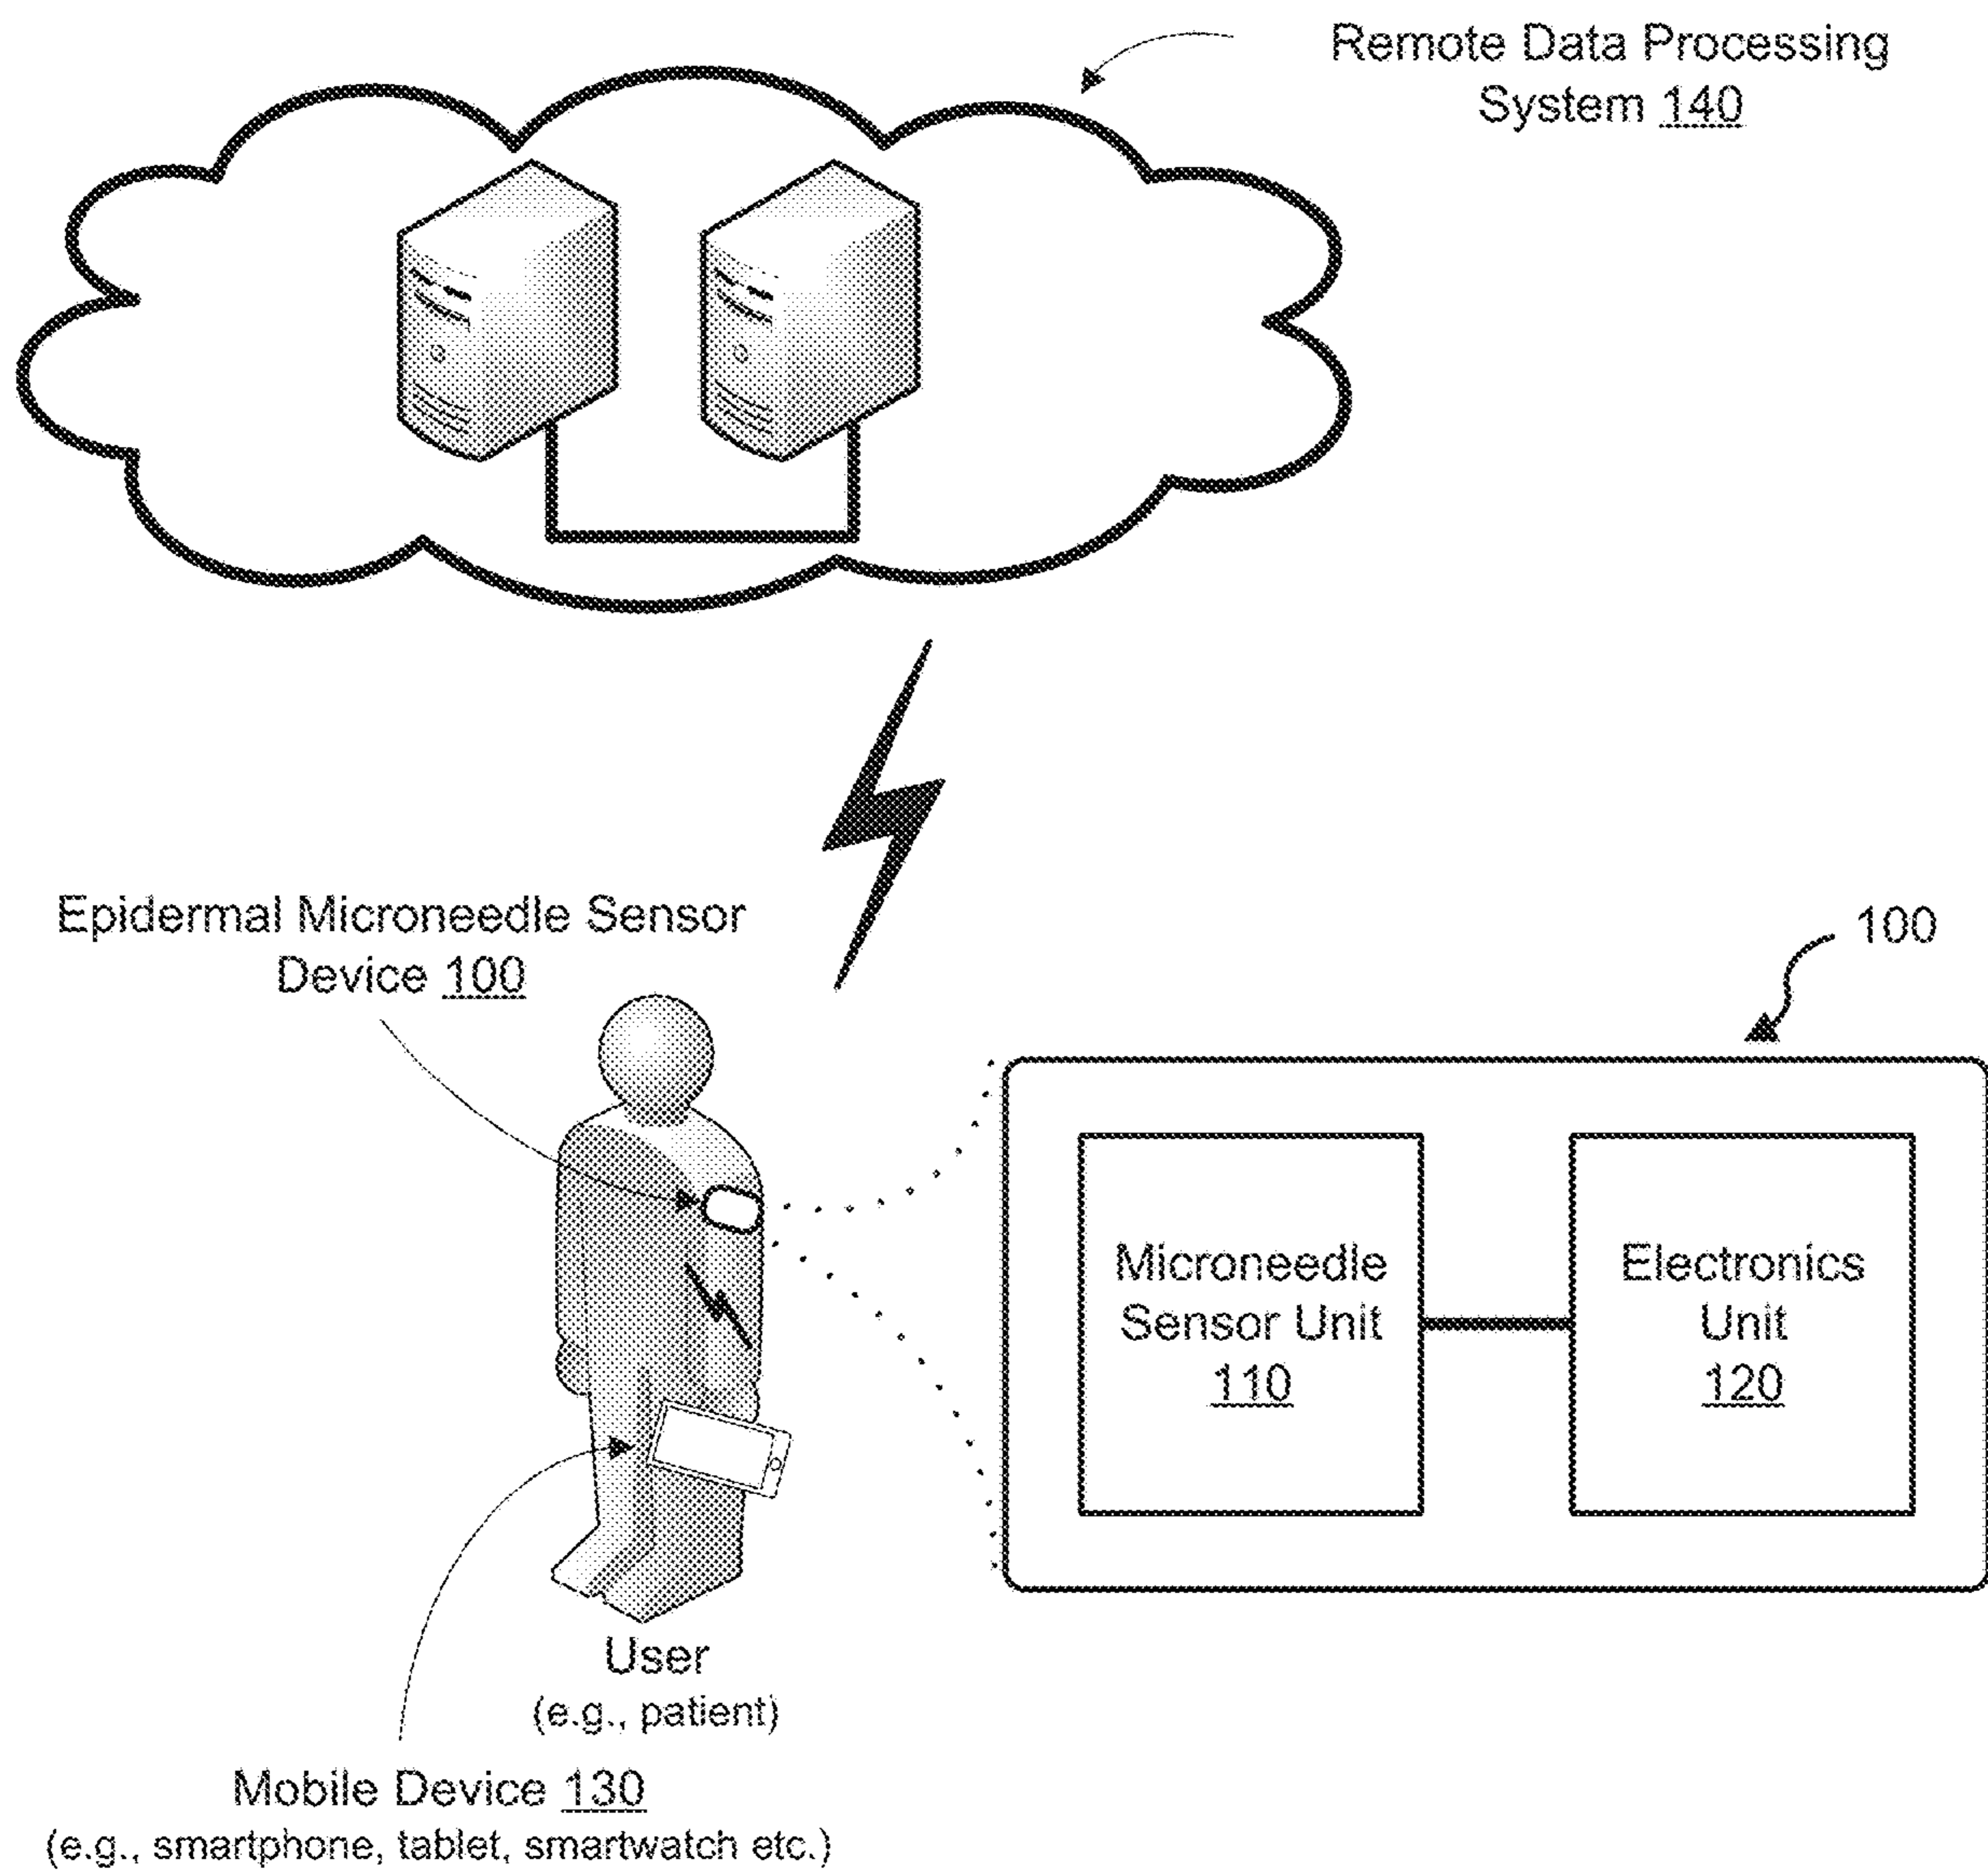 Remote Data Processing
System 140
Epidermal Microneedle Sensor
Device 100
100
Microneedle
Sensor Unit
110
Electronics
Unit
120
User
(e.g., patient)
Mobile Device 130
(e.g., smartphone, tablet, smartwatch etc.)